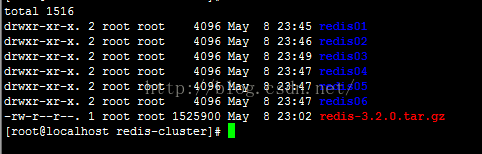 total 1516
drwxr-xr-x. 2 root root    4096 May  8 23:45 redis01
drwxr-xr-x. 2 root root    4096 May  8 23:46 redis02
drwxr-xr-x. 2 root root    4096 May  8 23:49 redis03
drwxr-xr-x. 2 root root    4096 May  8 23:47 redis04
drwxr-xr-x. 2 root root    4096 May  8 23:47 redis05
drwxr-xr-x. 2 root root    4096 May  8 23:47 redis06
-rw-r--r--. 1 root root 1525900 May  8 23:02 redis-3.2.0.tar.gz
[root@localhost redis-cluster]#
http://blog.csdn.net/